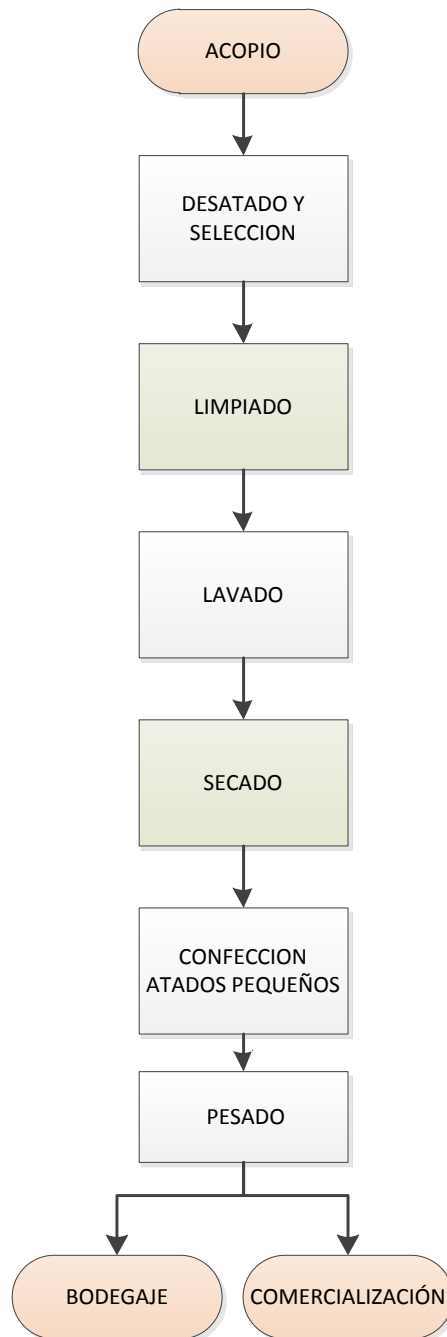 ACOPIO
DESATADO Y
SELECCION
LIMPIADO
LAVADO
SECADO
CONFECCION
ATADOS PEQUEÑOS
PESADO
BODEGAJE
COMERCIALIZACIÓN